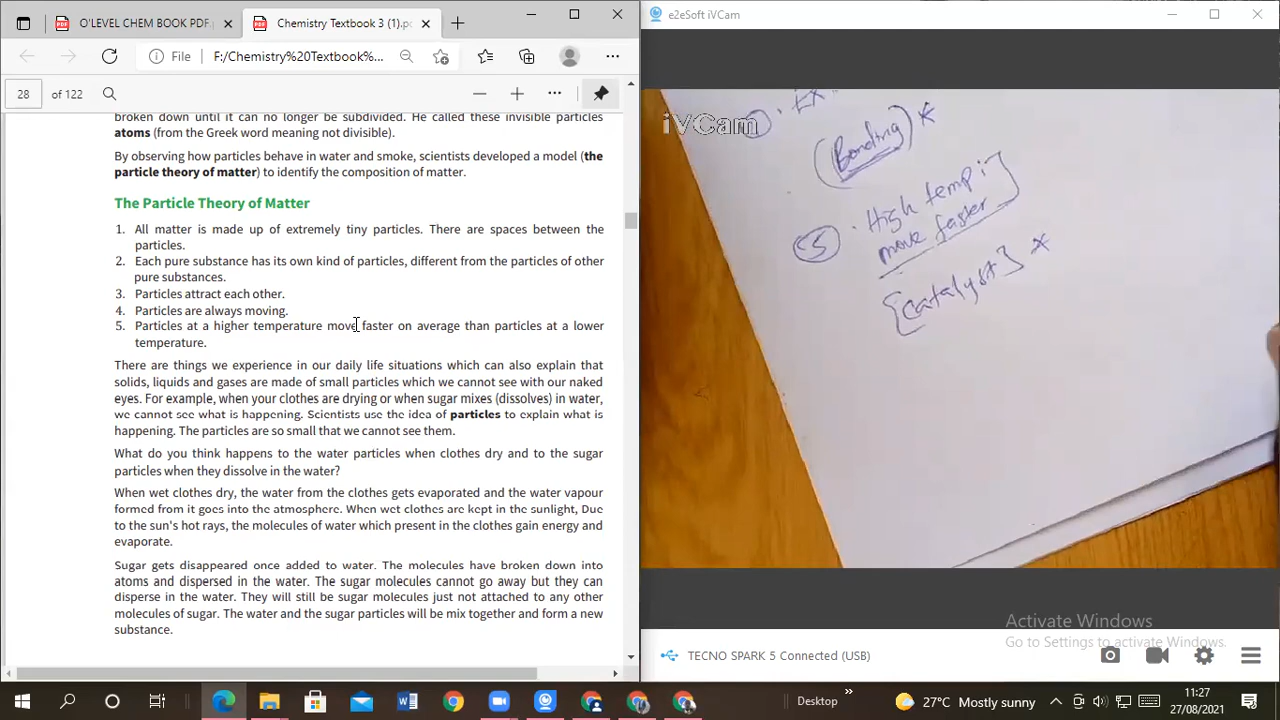 O'LEVEL CHEM BOOK PDF.
Chemistry Textbook 3 (1).pc
File F:/Chemistry%20Textbook%...
28 of 122
broken down until it can no longer be subdivided. He called these invisible particles
atoms (from the Greek word meaning not divisible).
By observing how particles behave in water and smoke, scientists developed a model (the
particle theory of matter) to identify the composition of matter.
The Particle Theory of Matter
1. All matter is made up of extremely tiny particles. There are spaces between the
particles.
2. Each pure substance has its own kind of particles, different from the particles of other
pure substances.
3. Particles attract each other.
4. Particles are always moving.
5. Particles at a higher temperature move faster on average than particles at a lower
temperature.
There are things we experience in our daily life situations which can also explain that
solids, liquids and gases are made of small particles which we cannot see with our naked
eyes. For example, when your clothes are drying or when sugar mixes (dissolves) in water,
we cannot see what is happening. Scientists use the idea of particles to explain what is
happening. The particles are so small that we cannot see them.
What do you think happens to the water particles when clothes dry and to the sugar
particles when they dissolve in the water?
When wet clothes dry, the water from the clothes gets evaporated and the water vapour
formed from it goes into the atmosphere. When wet clothes are kept in the sunlight, Due
to the sun's hot rays, the molecules of water which present in the clothes gain energy and
evaporate.
Sugar gets disappeared once added to water. The molecules have broken down into
atoms and dispersed in the water. The sugar molecules cannot go away but they can
disperse in the water. They will still be sugar molecules just not attached to any other
molecules of sugar. The water and the sugar particles will be mix together and form a new
substance.
e2eSoft iVCam
iVCam
(Bonding) *
5 . High temp:]
move faster
{catalyst} *
Activate Windows
Go to Settings to activate Windows.
TECNO SPARK 5 Connected (USB)
Desktop
27°C Mostly sunny
11:27
27/08/2021